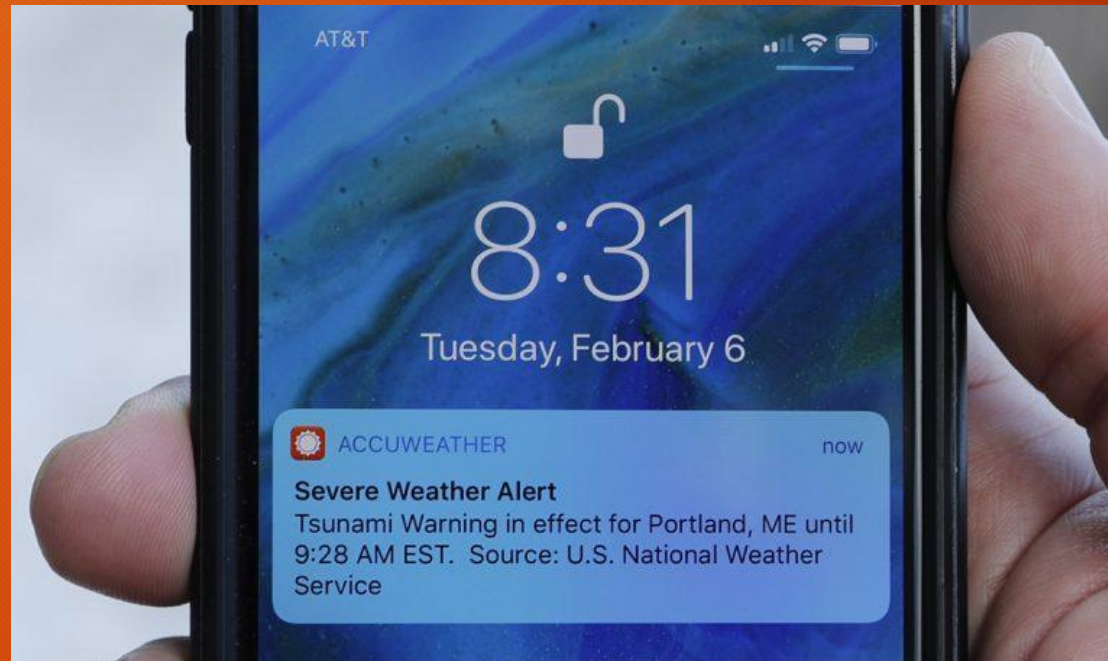 AT&T
8:31
Tuesday, February 6
ACCUWEATHER
now
Severe Weather Alert
Tsunami Warning in effect for Portland, ME until
9:28 AM EST. Source: U.S. National Weather
Service